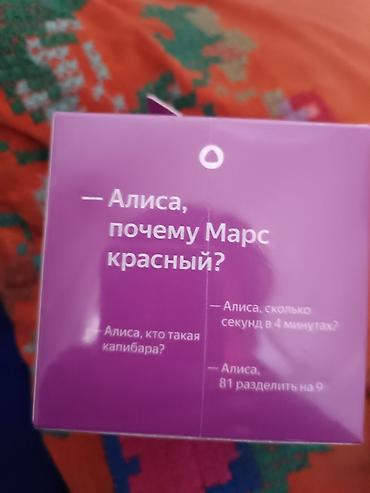 — Алиса,
почему Марс
красный?
— Алиса, сколько
секунд в 4 минутах?
— Алиса, кто такая
капибара?
— Алиса,
81 разделить на 9